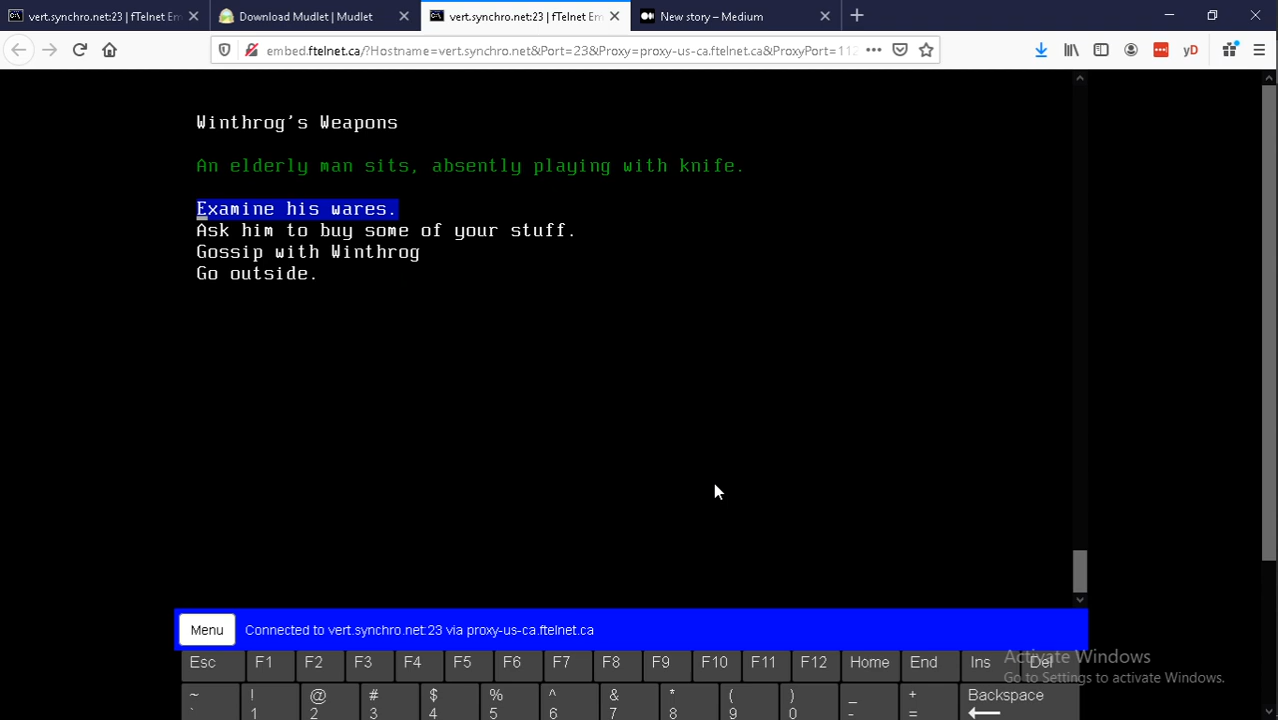 vert.synchro.net:23 | fTelnet Em
Download Mudlet | Mudlet
vert.synchro.net:23 | fTelnet Em
New story – Medium
embed.ftelnet.ca/?Hostname=vert.synchro.net&Port=23&Proxy=proxy-us-ca.ftelnet.ca&ProxyPort=112
yD
Winthrog's Weapons
An elderly man sits, absently playing with knife.
Examine his wares.
Ask him to buy some of your stuff.
Gossip with Winthrog
Go outside.
Menu
Connected to vert.synchro.net:23 via proxy-us-ca.ftelnet.ca
Esc F1 F2 F3 F4 F5 F6 F7 F8 F9 F10 F11 F12 Home End Ins Del
Activate Windows
Go to Settings to activate Windows.
~ ! @ # $ % ^ & * ( ) _ + Backspace
` 1 2 3 4 5 6 7 8 9 0 - =